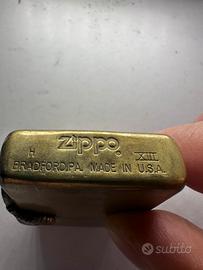 Zippo
H XIII
BRADFORD.PA. MADE IN U.S.A.
subito